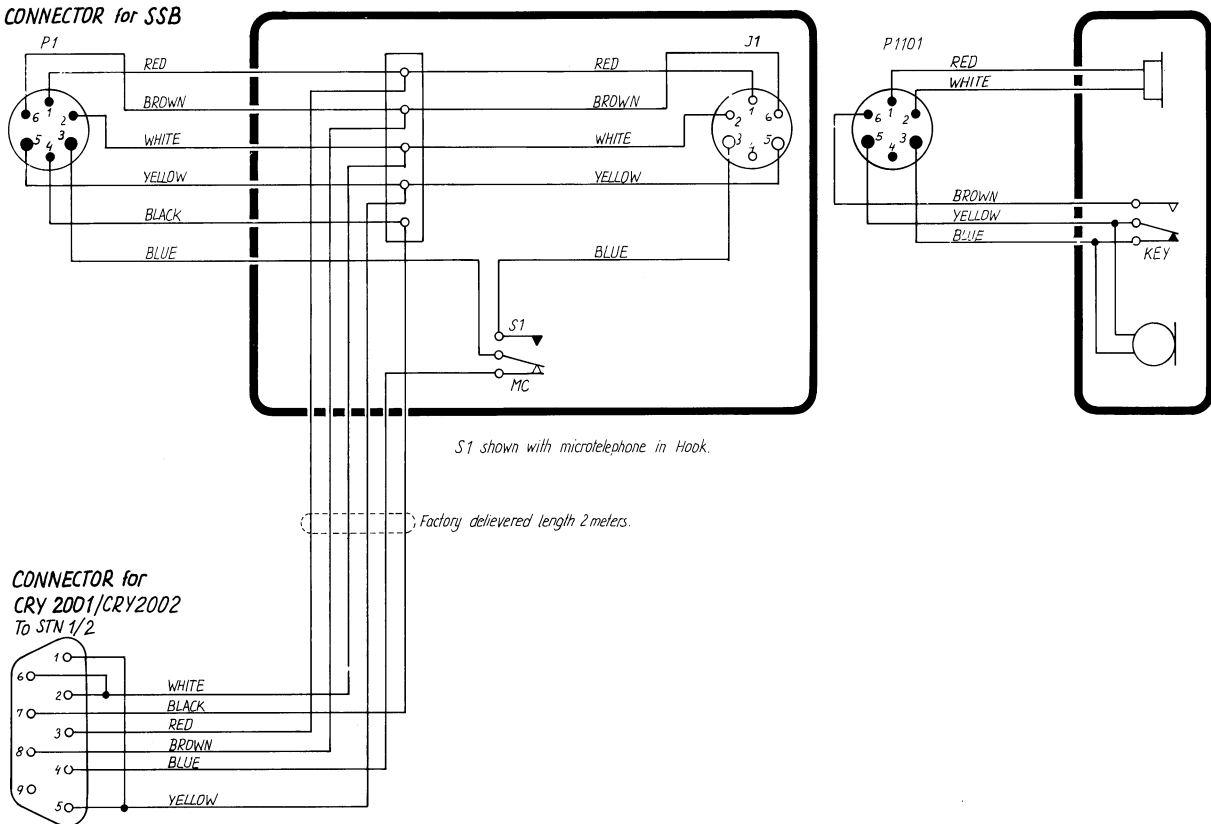 CONNECTOR for SSB
P1
6 1 2
5 4 3
RED
BROWN
WHITE
YELLOW
BLACK
BLUE
RED
BROWN
WHITE
YELLOW
BLUE
J1
1
2 6
3 5
4
S1
MC
P1101
6 1 2
5 4 3
RED
WHITE
BROWN
YELLOW
BLUE
KEY
S1 shown with microtelephone in Hook.
Factory delievered length 2 meters.
CONNECTOR for
CRY 2001/CRY2002
To STN 1/2
1
6
2
7
3
8
4
9
5
WHITE
BLACK
RED
BROWN
BLUE
YELLOW